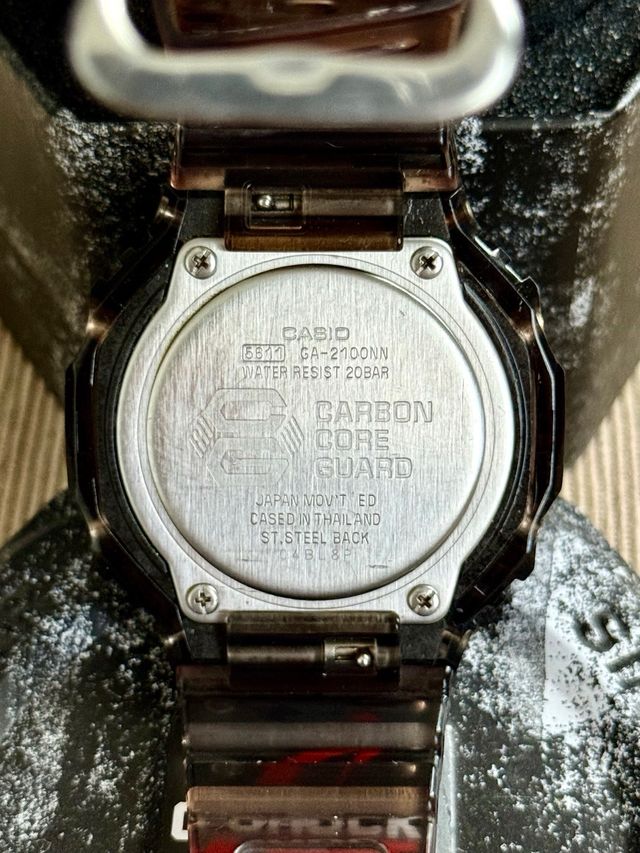 CASIO
5611 GA-2100NN
WATER RESIST 20BAR
CARBON
CORE
GUARD
JAPAN MOV'T ED
CASED IN THAILAND
ST.STEEL BACK
G-SHOCK